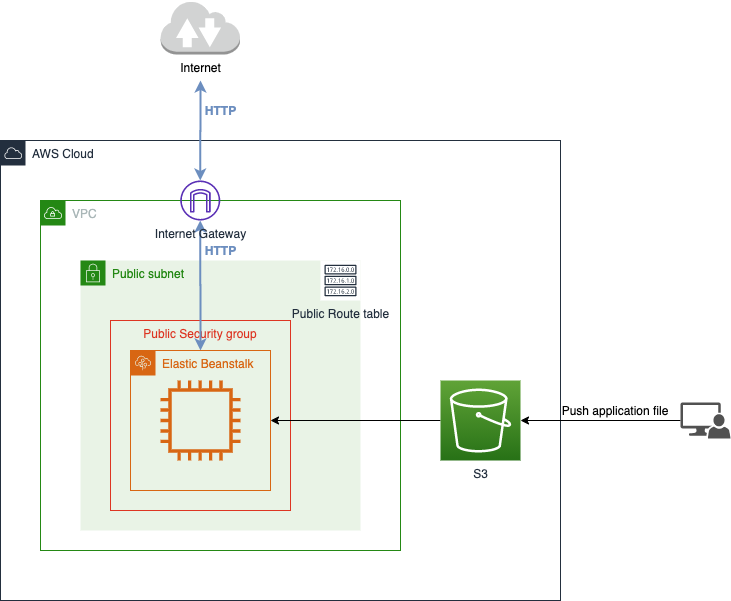 Internet
HTTP
AWS Cloud
VPC
Internet Gateway
HTTP
Public subnet
172.16.0.0
172.16.1.0
172.16.2.0
Public Route table
Public Security group
Elastic Beanstalk
Push application file
S3